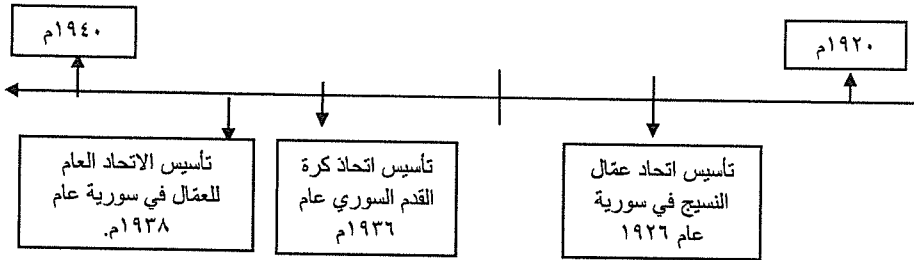 ١٩٢٠م
١٩٤٠م
تأسيس اتحاد عمّال
النسيج في سورية
عام ١٩٢٦
تأسيس اتحاذ كرة
القدم السوري عام
١٩٣٦م
تأسيس الاتحاد العام
للعمّال في سورية عام
١٩٣٨م.